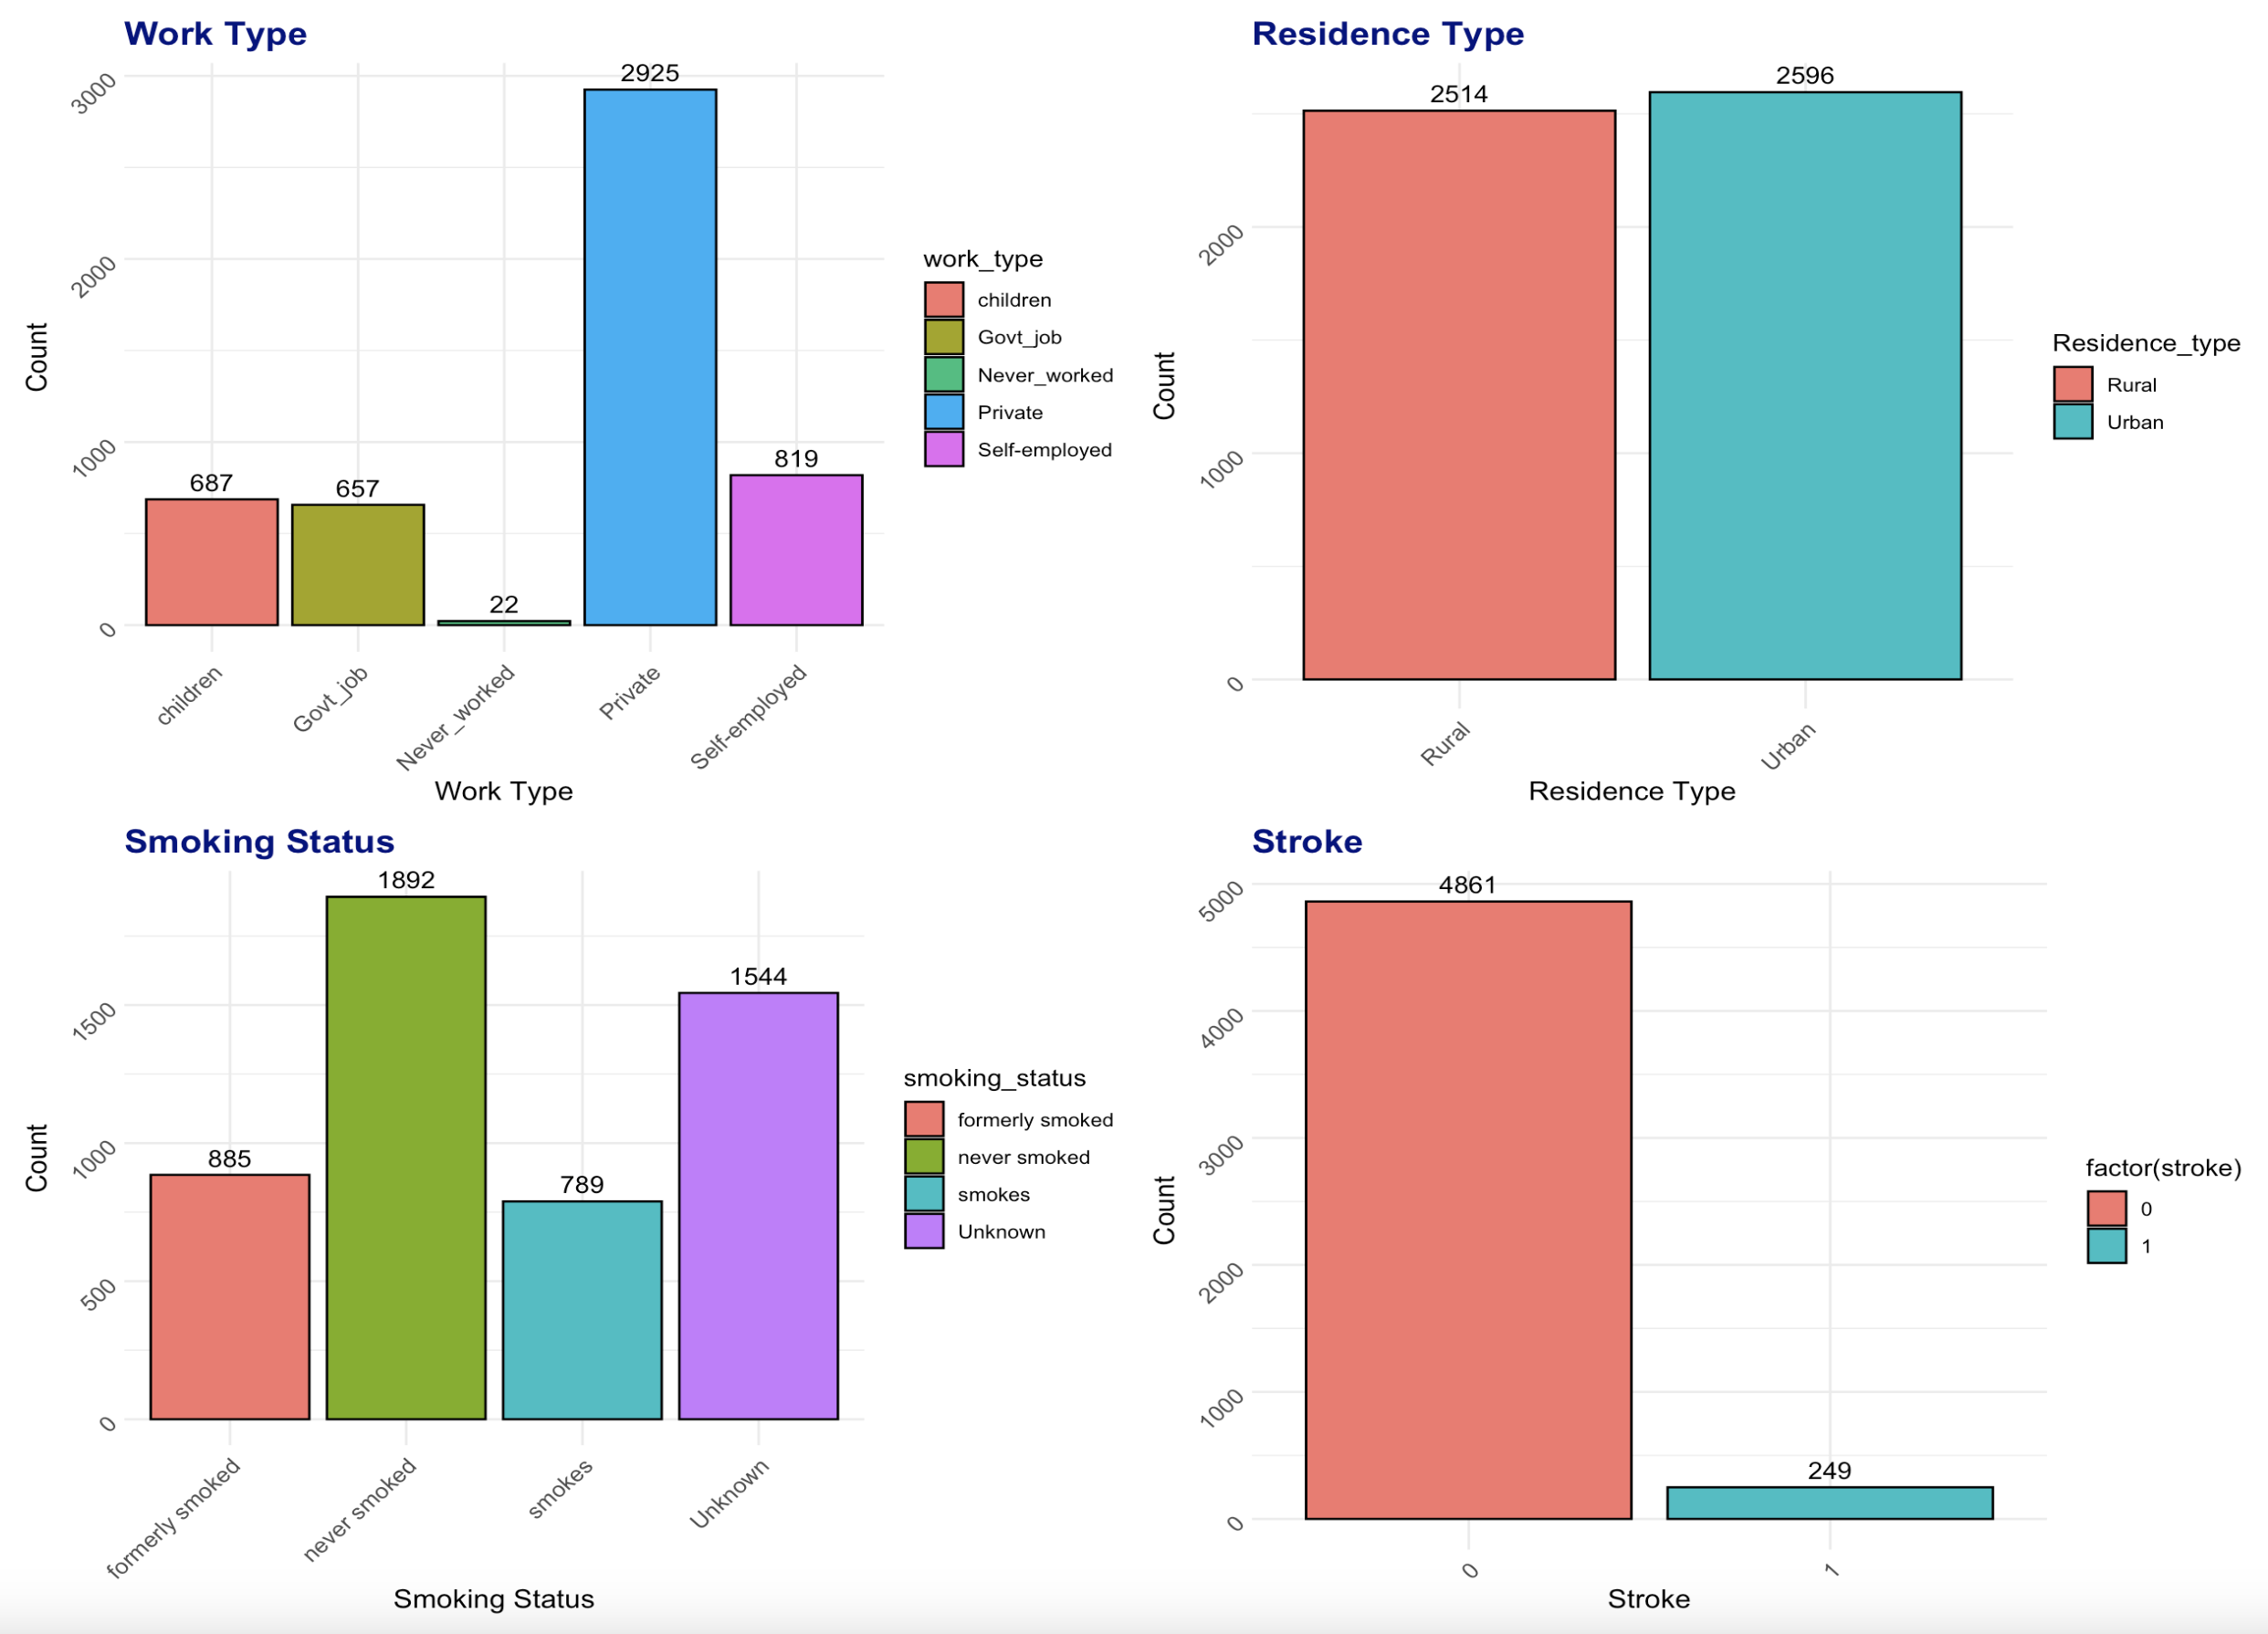 Work Type
3000
2000
1000
0
Count
2925
687
657
22
819
children
Govt_job
Never_worked
Private
Self-employed
Work Type
work_type
children
Govt_job
Never_worked
Private
Self-employed
Residence Type
2000
1000
0
Count
2514
2596
Rural
Urban
Residence Type
Residence_type
Rural
Urban
Smoking Status
1500
1000
500
0
Count
885
1892
789
1544
formerly smoked
never smoked
smokes
Unknown
Smoking Status
smoking_status
formerly smoked
never smoked
smokes
Unknown
Stroke
5000
4000
3000
2000
1000
0
Count
4861
249
0
1
Stroke
factor(stroke)
0
1